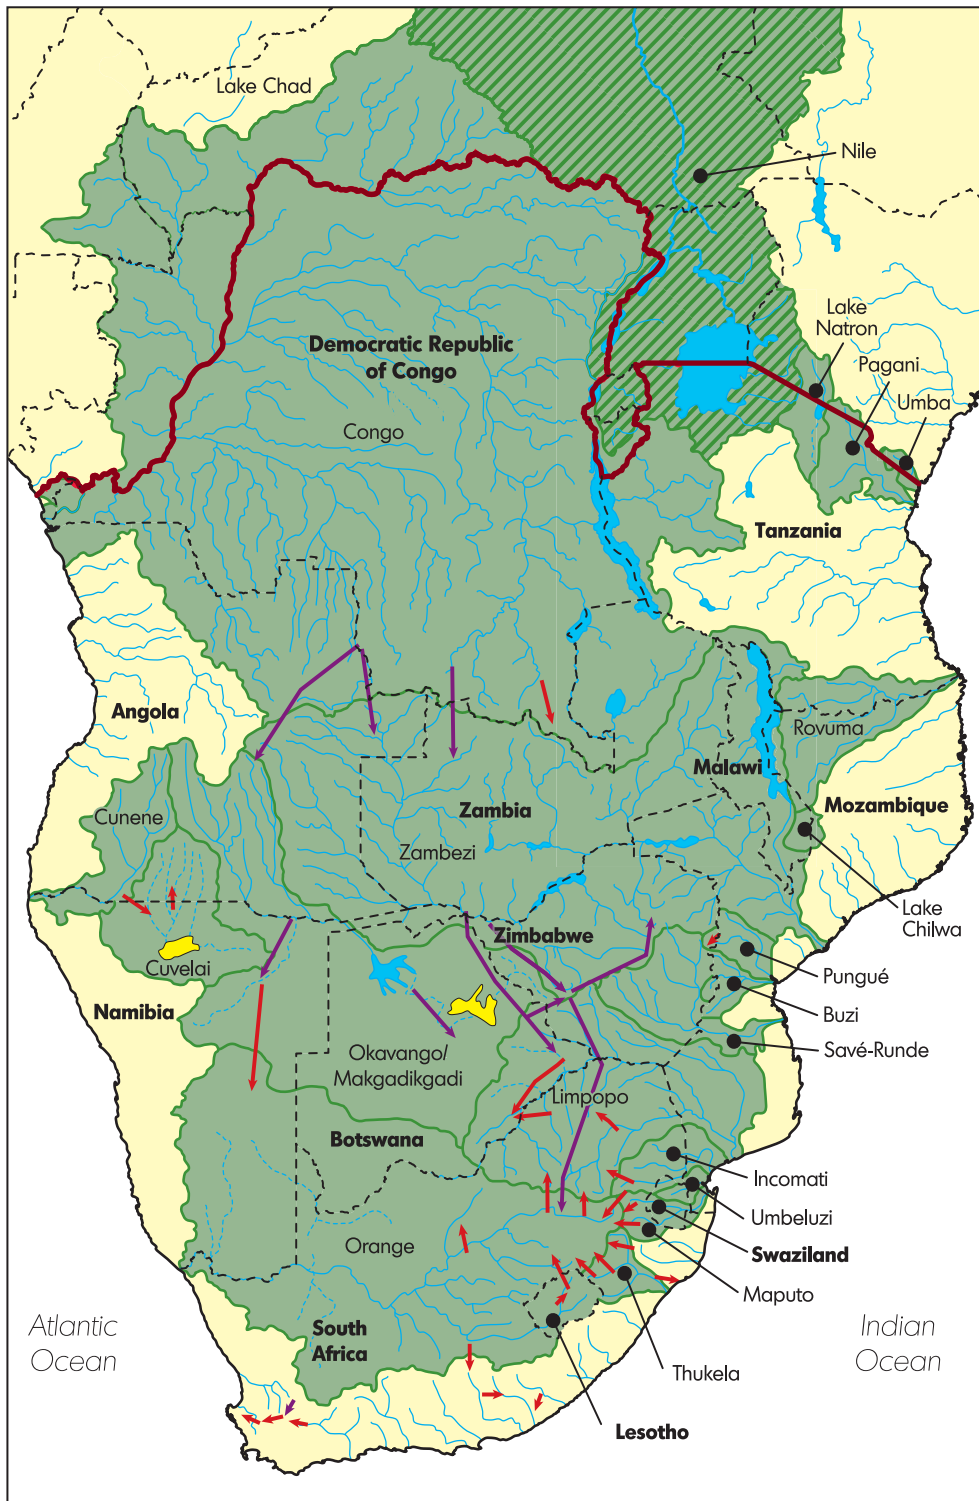 Lake Chad
Nile
Lake
Natron
Pagani
Umba
Democratic Republic
of Congo
Congo
Tanzania
Angola
Rovuma
Malawi
Mozambique
Zambia
Cunene
Zambezi
Lake
Chilwa
Zimbabwe
Cuvelai
Pungué
Namibia
Buzi
Savé-Runde
Okavango/
Makgadikgadi
Limpopo
Botswana
Incomati
Umbeluzi
Orange
Swaziland
Maputo
Atlantic
Ocean
South
Africa
Indian
Ocean
Thukela
Lesotho